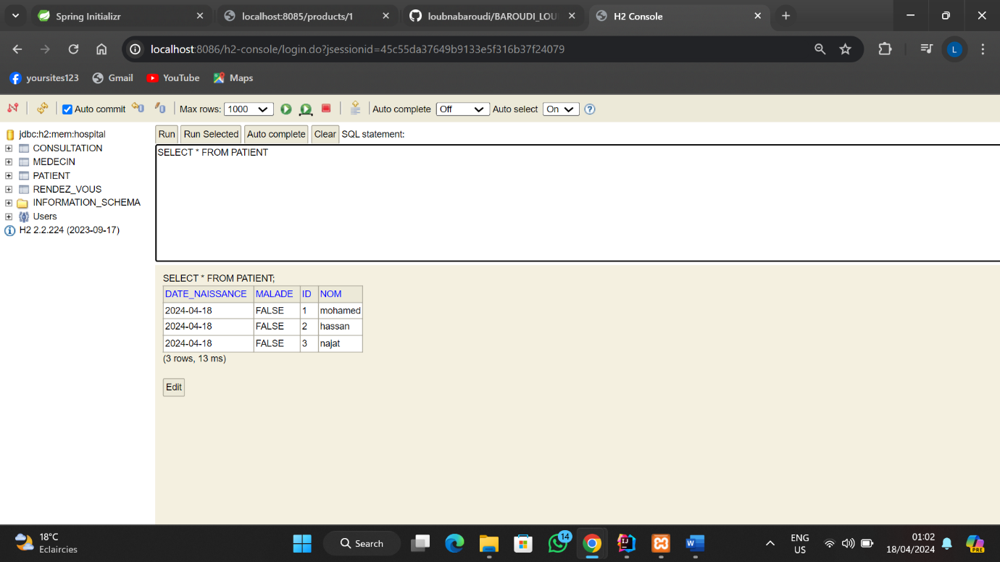 Spring Initializr
localhost:8085/products/1
loubnabaroudi/BAROUDI_LOU
H2 Console
localhost:8086/h2-console/login.do?jsessionid=45c55da37649b9133e5f316b37f24079
L
yoursites123 Gmail YouTube Maps
Auto commit Max rows: 1000 Auto complete Off Auto select On ?
jdbc:h2:mem:hospital
CONSULTATION
MEDECIN
PATIENT
RENDEZ_VOUS
INFORMATION_SCHEMA
Users
H2 2.2.224 (2023-09-17)
Run Run Selected Auto complete Clear SQL statement:
SELECT * FROM PATIENT
SELECT * FROM PATIENT;
DATE_NAISSANCE MALADE ID NOM
2024-04-18 FALSE 1 mohamed
2024-04-18 FALSE 2 hassan
2024-04-18 FALSE 3 najat
(3 rows, 13 ms)
Edit
18°C
Eclaircies
Search
14
ENG
US
01:02
18/04/2024
PRE